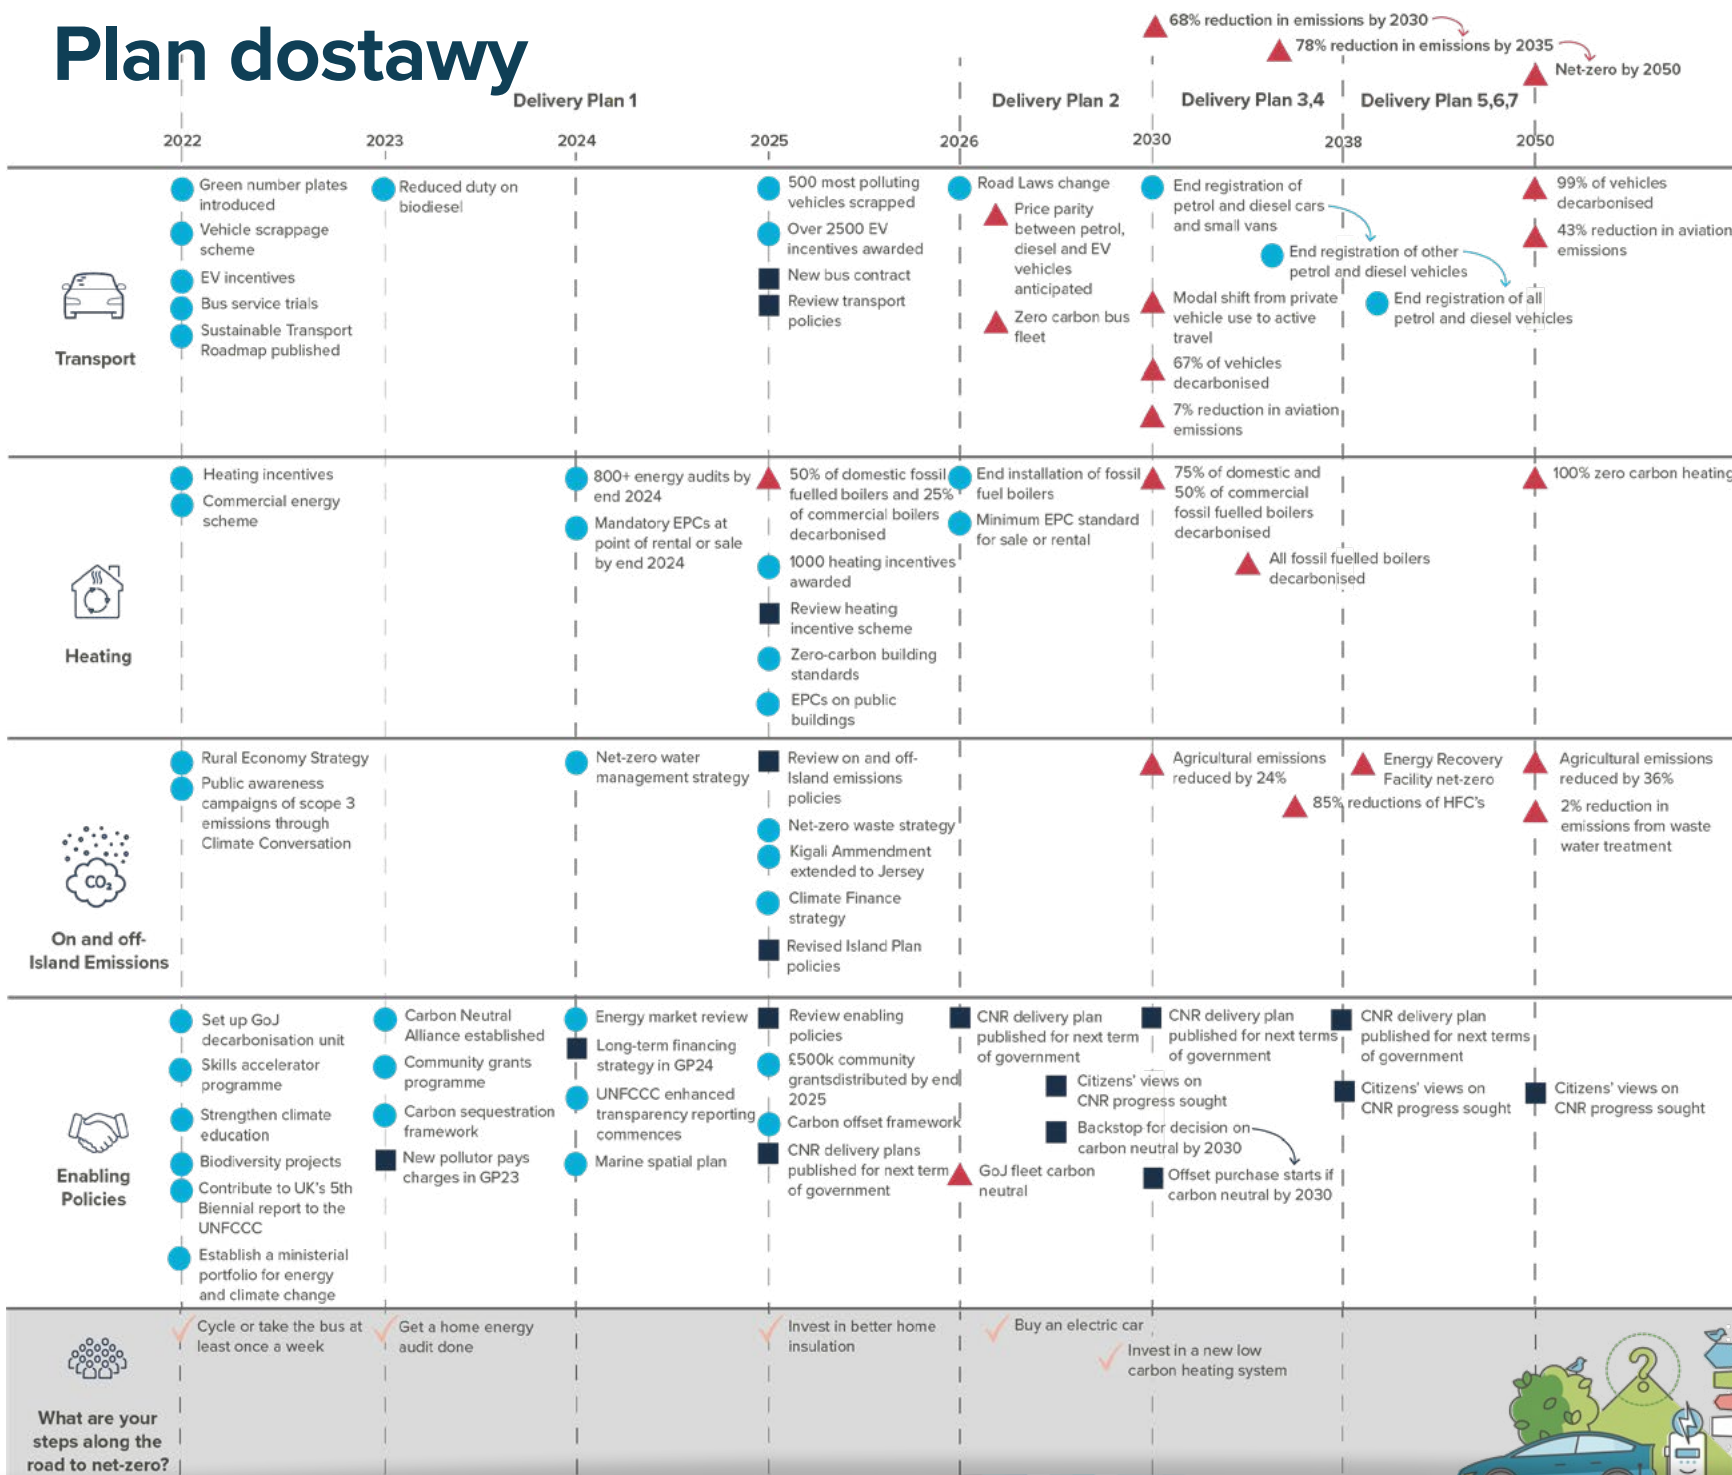 Plan dostawy
68% reduction in emissions by 2030
78% reduction in emissions by 2035
Net-zero by 2050
Delivery Plan 1
Delivery Plan 2
Delivery Plan 3,4
Delivery Plan 5,6,7
2022
2023
2024
2025
2026
2030
2038
2050
Transport
Green number plates
introduced
Vehicle scrappage
scheme
EV incentives
Bus service trials
Sustainable Transport
Roadmap published
Reduced duty on
biodiesel
500 most polluting
vehicles scrapped
Over 2500 EV
incentives awarded
New bus contract
Review transport
policies
Road Laws change
Price parity
between petrol,
diesel and EV
vehicles
anticipated
Zero carbon bus
fleet
End registration of
petrol and diesel cars
and small vans
End registration of other
petrol and diesel vehicles
End registration of all
petrol and diesel vehicles
Modal shift from private
vehicle use to active
travel
67% of vehicles
decarbonised
7% reduction in aviation
emissions
99% of vehicles
decarbonised
43% reduction in aviation
emissions
Heating
Heating incentives
Commercial energy
scheme
800+ energy audits by
end 2024
Mandatory EPCs at
point of rental or sale
by end 2024
50% of domestic fossil
fuelled boilers and 25%
of commercial boilers
decarbonised
1000 heating incentives
awarded
Review heating
incentive scheme
Zero-carbon building
standards
EPCs on public
buildings
End installation of fossil
fuel boilers
Minimum EPC standard
for sale or rental
75% of domestic and
50% of commercial
fossil fuelled boilers
decarbonised
All fossil fuelled boilers
decarbonised
100% zero carbon heating
CO₂
On and off-
Island Emissions
Rural Economy Strategy
Public awareness
campaigns of scope 3
emissions through
Climate Conversation
Net-zero water
management strategy
Review on and off-
Island emissions
policies
Net-zero waste strategy
Kigali Ammendment
extended to Jersey
Climate Finance
strategy
Revised Island Plan
policies
Agricultural emissions
reduced by 24%
85% reductions of HFC's
Energy Recovery
Facility net-zero
Agricultural emissions
reduced by 36%
2% reduction in
emissions from waste
water treatment
Enabling
Policies
Set up GoJ
decarbonisation unit
Skills accelerator
programme
Strengthen climate
education
Biodiversity projects
Contribute to UK's 5th
Biennial report to the
UNFCCC
Establish a ministerial
portfolio for energy
and climate change
Carbon Neutral
Alliance established
Community grants
programme
Carbon sequestration
framework
New pollutor pays
charges in GP23
Energy market review
Long-term financing
strategy in GP24
UNFCCC enhanced
transparency reporting
commences
Marine spatial plan
Review enabling
policies
£500k community
grantsdistributed by end
2025
Carbon offset framework
CNR delivery plans
published for next term
of government
CNR delivery plan
published for next term
of government
Citizens' views on
CNR progress sought
Backstop for decision on
carbon neutral by 2030
GoJ fleet carbon
neutral
CNR delivery plan
published for next terms
of government
Offset purchase starts if
carbon neutral by 2030
CNR delivery plan
published for next terms
of government
Citizens' views on
CNR progress sought
Citizens' views on
CNR progress sought
What are your
steps along the
road to net-zero?
Cycle or take the bus at
least once a week
Get a home energy
audit done
Invest in better home
insulation
Buy an electric car
Invest in a new low
carbon heating system
?